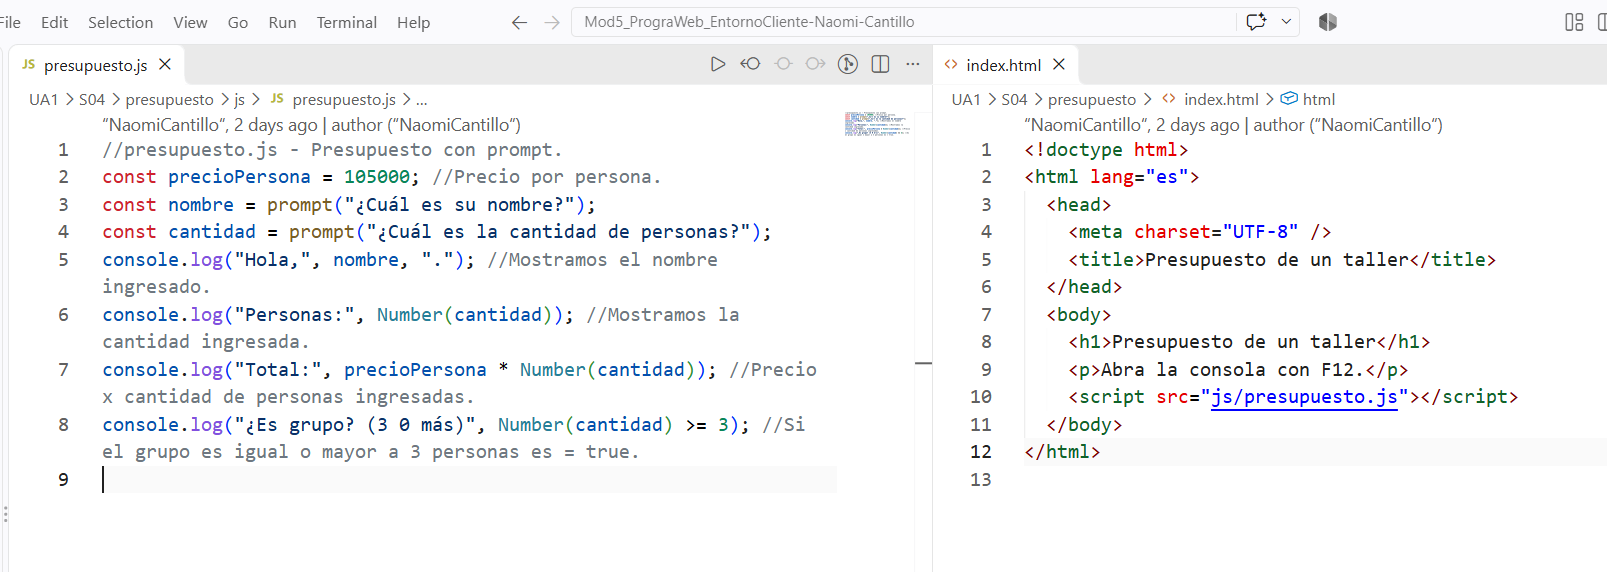 File Edit Selection View Go Run Terminal Help
Mod5_PrograWeb_EntornoCliente-Naomi-Cantillo
JS presupuesto.js
UA1 > S04 > presupuesto > js > JS presupuesto.js > ...
"NaomiCantillo", 2 days ago | author ("NaomiCantillo")
1 //presupuesto.js - Presupuesto con prompt.
2 const precioPersona = 105000; //Precio por persona.
3 const nombre = prompt("¿Cuál es su nombre?");
4 const cantidad = prompt("¿Cuál es la cantidad de personas?");
5 console.log("Hola,", nombre, "."); //Mostramos el nombre
ingresado.
6 console.log("Personas:", Number(cantidad)); //Mostramos la
cantidad ingresada.
7 console.log("Total:", precioPersona * Number(cantidad)); //Precio
x cantidad de personas ingresadas.
8 console.log("¿Es grupo? (3 0 más)", Number(cantidad) >= 3); //Si
el grupo es igual o mayor a 3 personas es = true.
9
<> index.html
UA1 > S04 > presupuesto > <> index.html > html
"NaomiCantillo", 2 days ago | author ("NaomiCantillo")
1 <!doctype html>
2 <html lang="es">
3 <head>
4 <meta charset="UTF-8" />
5 <title>Presupuesto de un taller</title>
6 </head>
7 <body>
8 <h1>Presupuesto de un taller</h1>
9 <p>Abra la consola con F12.</p>
10 <script src="js/presupuesto.js"></script>
11 </body>
12 </html>
13